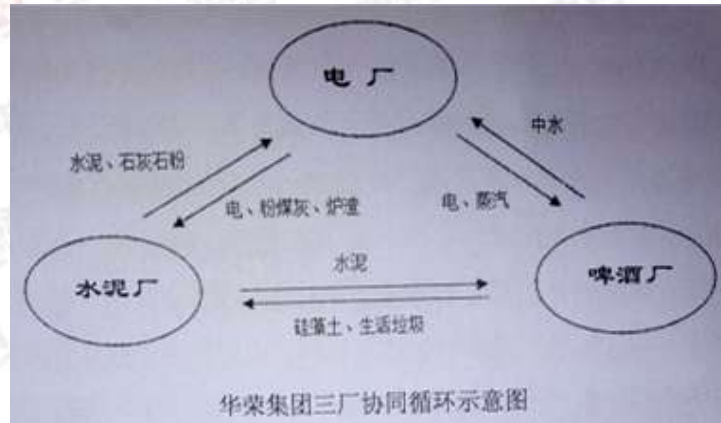 电厂
中水
水泥、石灰石粉
电、粉煤灰、炉渣
电、蒸汽
水泥厂
水泥
硅藻土、生活垃圾
啤酒厂
华荣集团三厂协同循环示意图